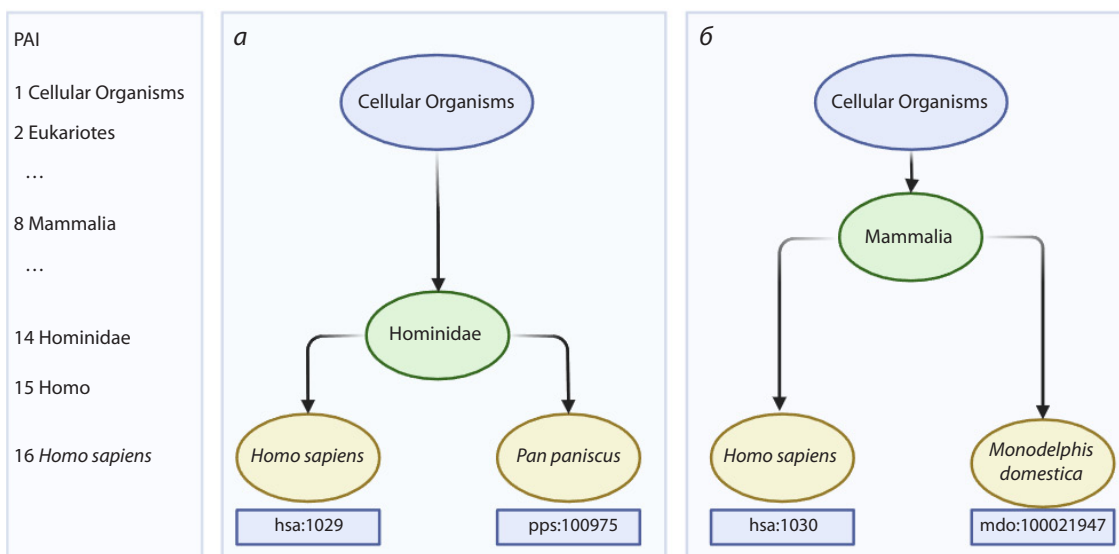 PAI
1 Cellular Organisms
2 Eukariotes
…
8 Mammalia
…
14 Hominidae
15 Homo
16 Homo sapiens
а
Cellular Organisms
Hominidae
Homo sapiens
Pan paniscus
hsa:1029
pps:100975
б
Cellular Organisms
Mammalia
Homo sapiens
Monodelphis
domestica
hsa:1030
mdo:100021947